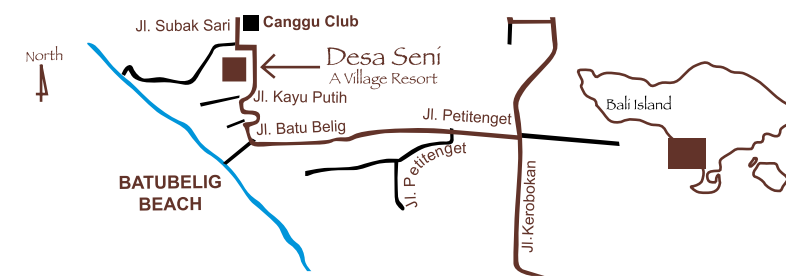 Jl. Subak Sari
Canggu Club
North
Desa Seni
A Village Resort
Bali Island
Jl. Kayu Putih
Jl. Petitenget
Jl. Batu Belig
Jl. Petitenget
BATUBELIG
BEACH
Jl.Kerobokan